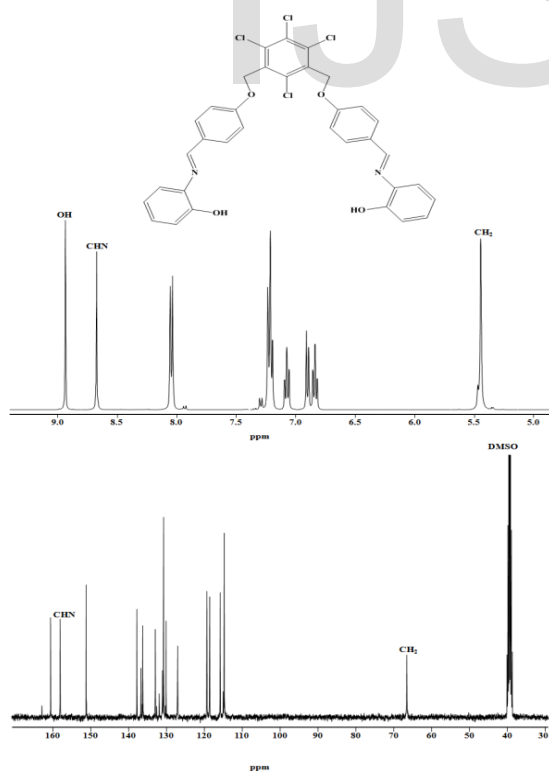 IJS
Cl
Cl Cl
Cl
O O
N N
OH HO
OH
CHN
CH2
9.0 8.5 8.0 7.5 7.0 6.5 6.0 5.5 5.0
ppm
DMSO
CHN
CH2
160 150 140 130 120 110 100 90 80 70 60 50 40 30
ppm